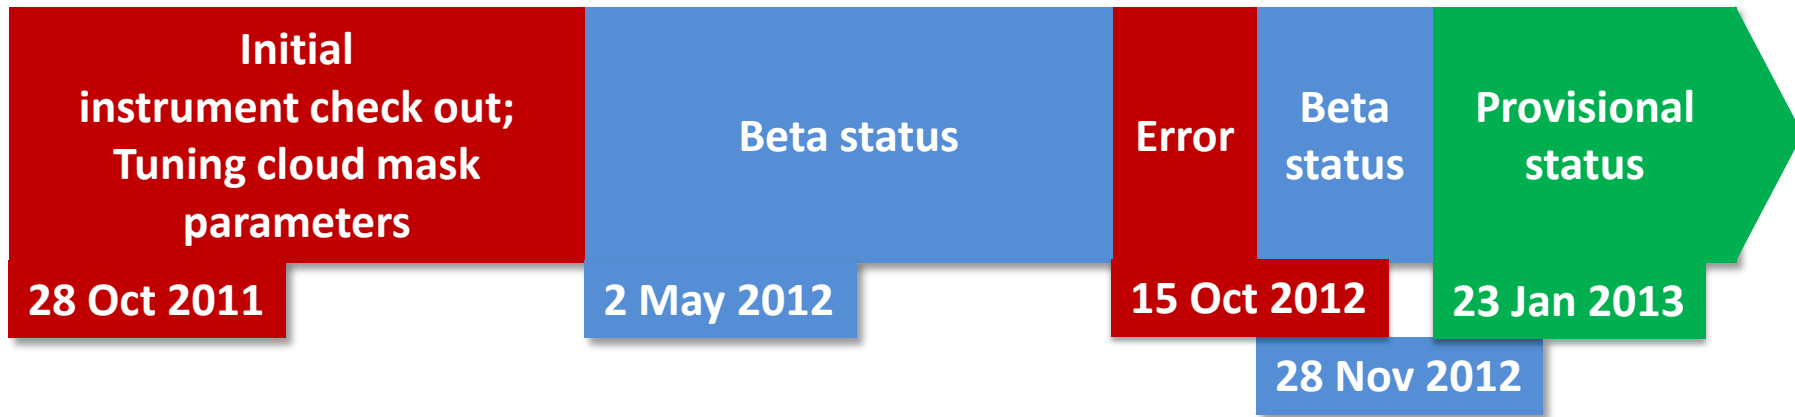 Initial
instrument check out;
Tuning cloud mask
parameters
Beta status
Error
Beta
status
Provisional
status
28 Oct 2011
2 May 2012
15 Oct 2012
23 Jan 2013
28 Nov 2012